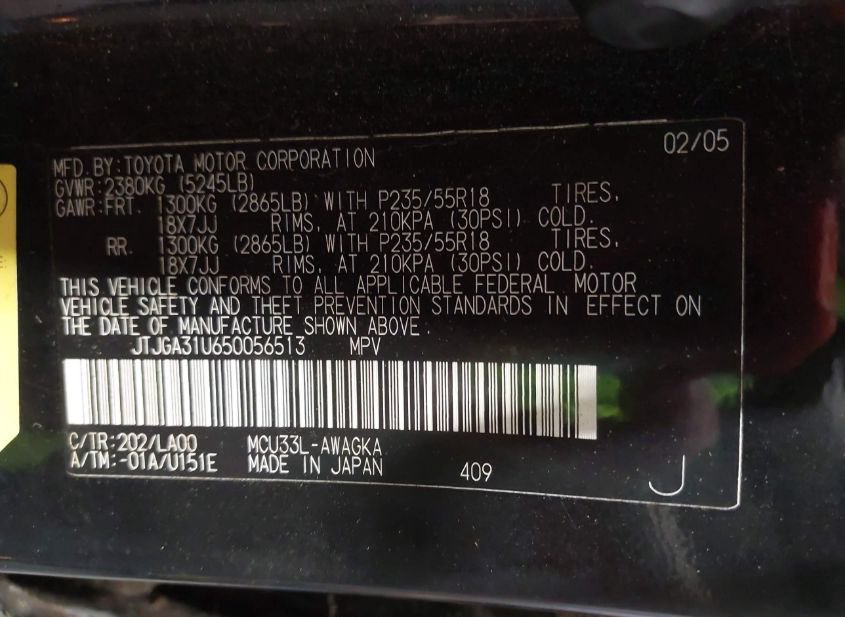 02/05
MFD. BY: TOYOTA MOTOR CORPORATION
GVWR: 2380KG (5245LB)
GAWR: FRT. 1300KG (2865LB) WITH P235/55R18 TIRES,
18X7JJ RIMS, AT 210KPA (30PSI) COLD.
RR. 1300KG (2865LB) WITH P235/55R18 TIRES,
18X7JJ RIMS, AT 210KPA (30PSI) COLD.
THIS VEHICLE CONFORMS TO ALL APPLICABLE FEDERAL MOTOR
VEHICLE SAFETY AND THEFT PREVENTION STANDARDS IN EFFECT ON
THE DATE OF MANUFACTURE SHOWN ABOVE.
JTJGA31U650056513 MPV
C/TR: 202/LA00 MCU33L-AWAGKA
A/TM: -01A/U151E MADE IN JAPAN 409
J